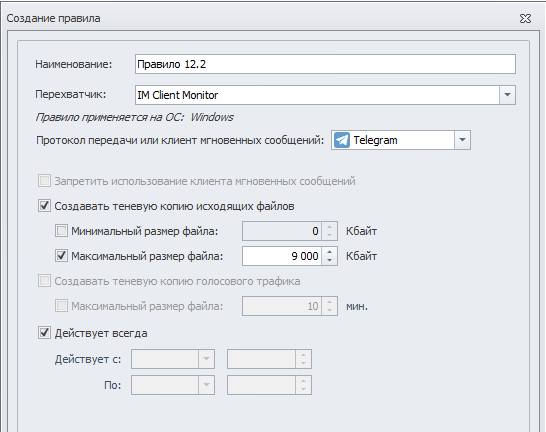 Создание правила
Наименование: Правило 12.2
Перехватчик: IM Client Monitor
Правило применяется на ОС: Windows
Протокол передачи или клиент мгновенных сообщений: Telegram
Запретить использование клиента мгновенных сообщений
Создавать теневую копию исходящих файлов
Минимальный размер файла: 0 Кбайт
Максимальный размер файла: 9 000 Кбайт
Создавать теневую копию голосового трафика
Максимальный размер файла: 10 мин.
Действует всегда
Действует с:
По: